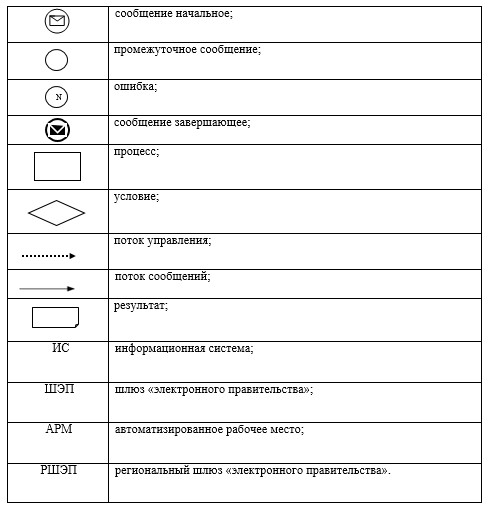 сообщение начальное;
промежуточное сообщение;
N ошибка;
сообщение завершающее;
процесс;
условие;
поток управления;
поток сообщений;
результат;
ИС информационная система;
ШЭП шлюз «электронного правительства»;
АРМ автоматизированное рабочее место;
РШЭП региональный шлюз «электронного правительства».